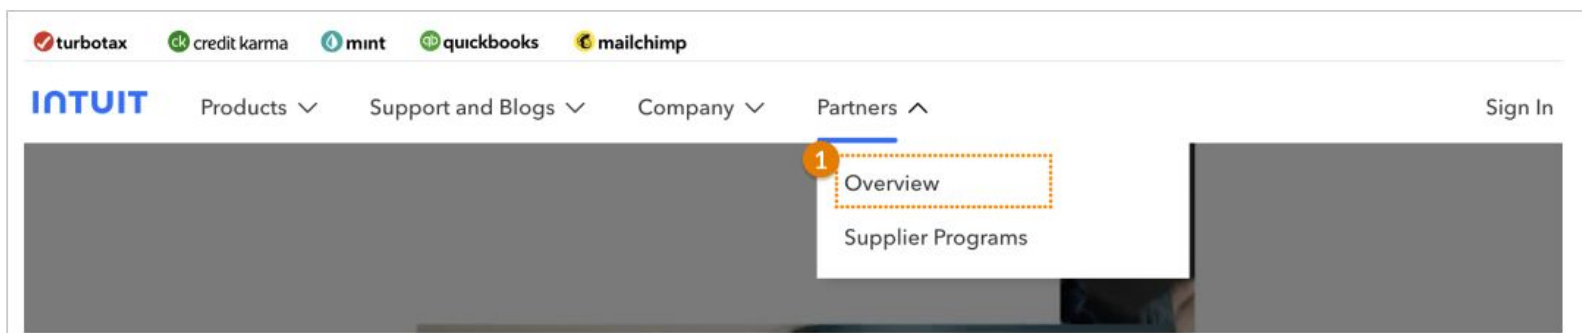 turbotax credit karma mint quickbooks mailchimp
INTUIT Products Support and Blogs Company Partners Sign In
1
Overview
Supplier Programs